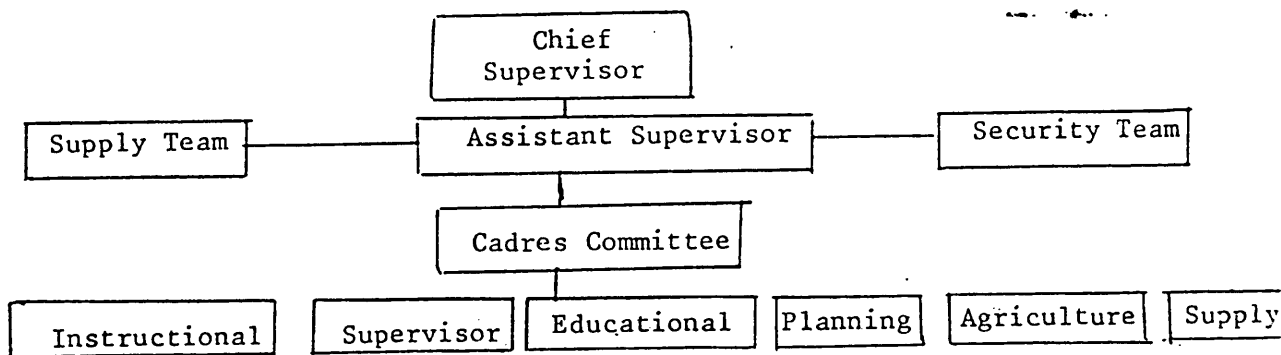 Chief
Supervisor
Supply Team
Assistant Supervisor
Security Team
Cadres Committee
Instructional
Supervisor
Educational
Planning
Agriculture
Supply